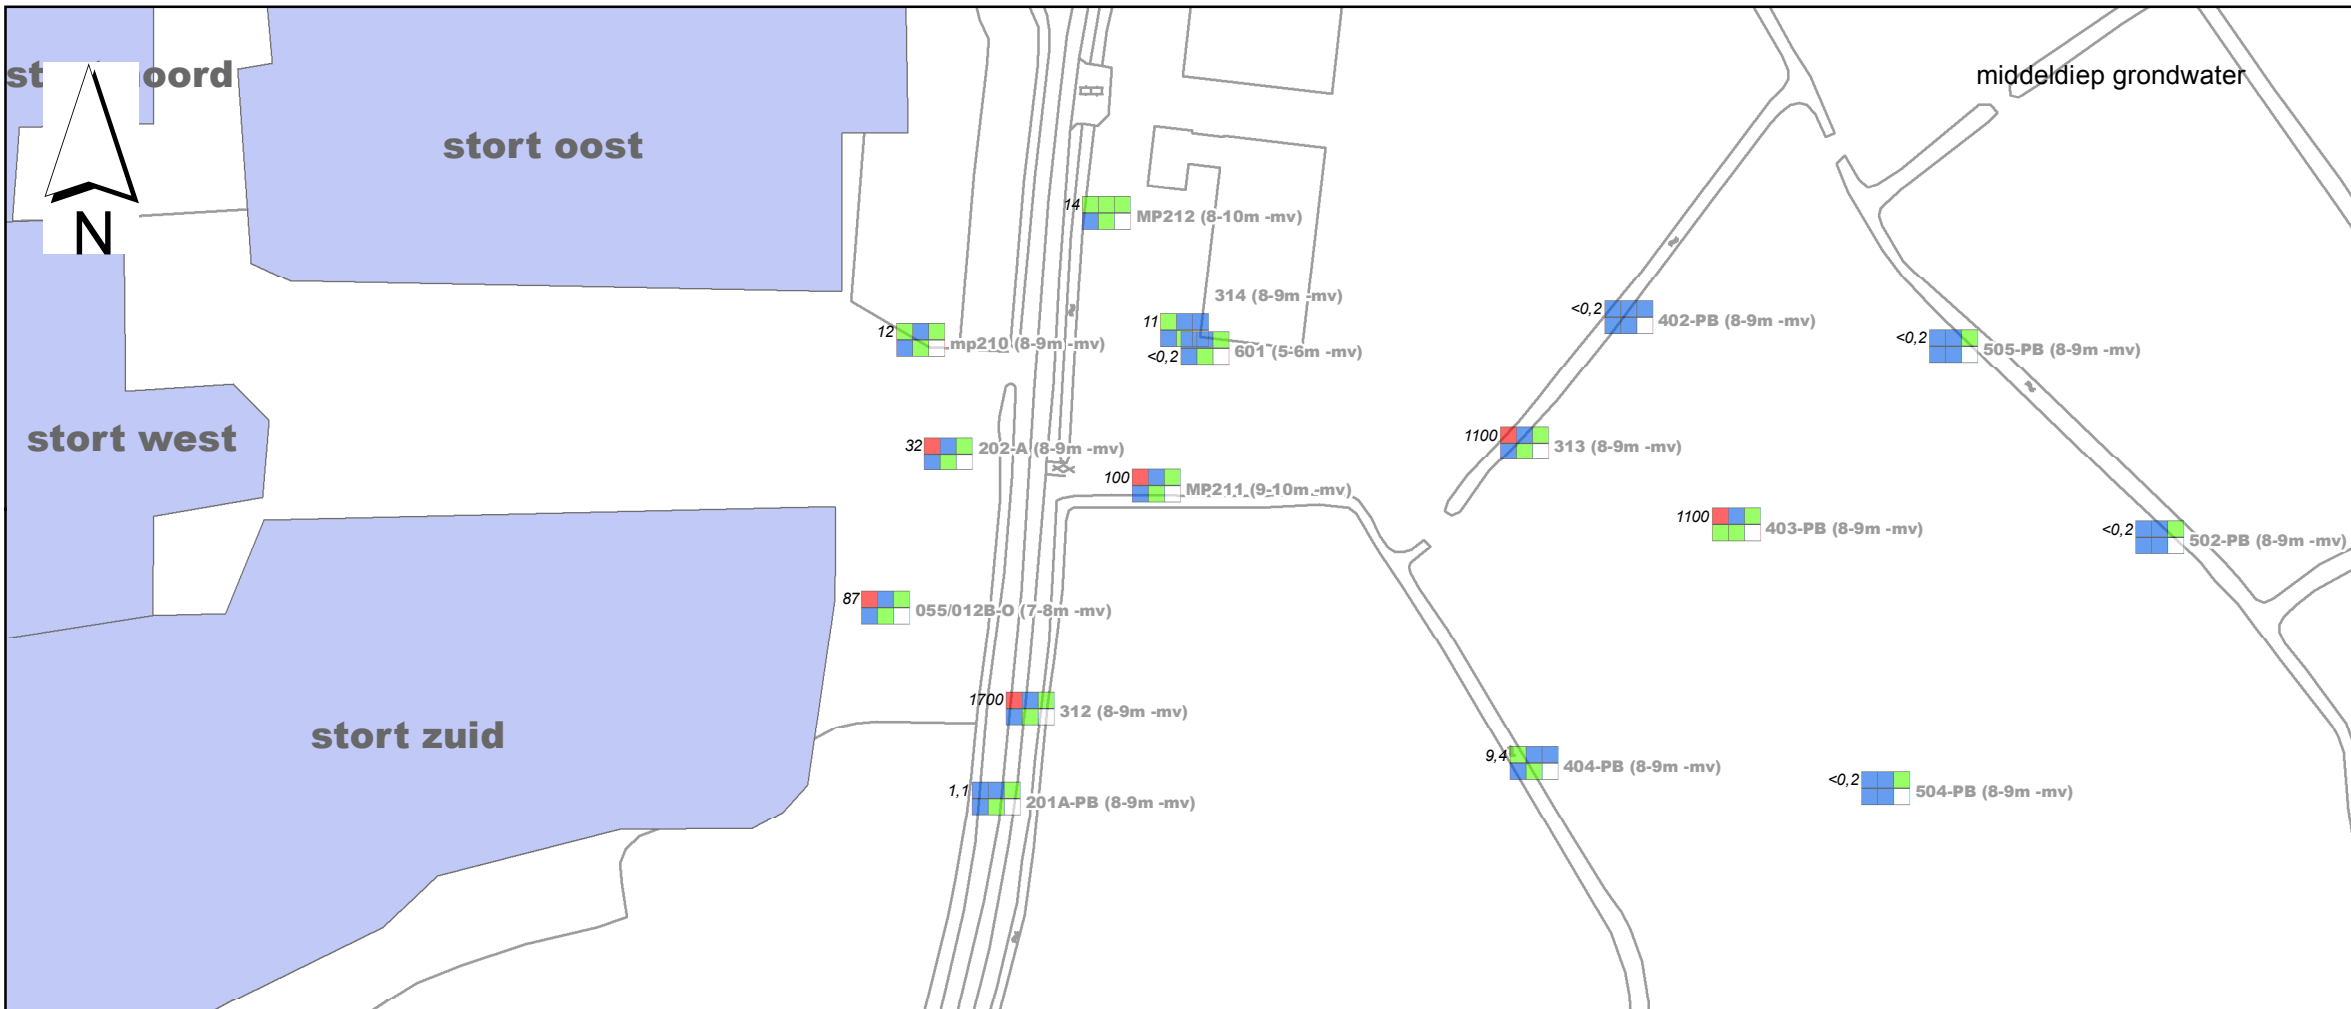 oord
middeldiep grondwater
stort oost
N
14 MP212 (8-10m -mv)
314 (8-9m -mv)
11
<0,2 402-PB (8-9m -mv)
12 mp210 (8-9m -mv)
<0,2 601 (5-6m -mv)
<0,2 505-PB (8-9m -mv)
stort west
32 202-A (8-9m -mv)
1100 313 (8-9m -mv)
100 MP211 (9-10m -mv)
1100 403-PB (8-9m -mv)
<0,2 502-PB (8-9m -mv)
87 055/012B-O (7-8m -mv)
1700 312 (8-9m -mv)
stort zuid
9,4 404-PB (8-9m -mv)
1,1 201A-PB (8-9m -mv)
<0,2 504-PB (8-9m -mv)